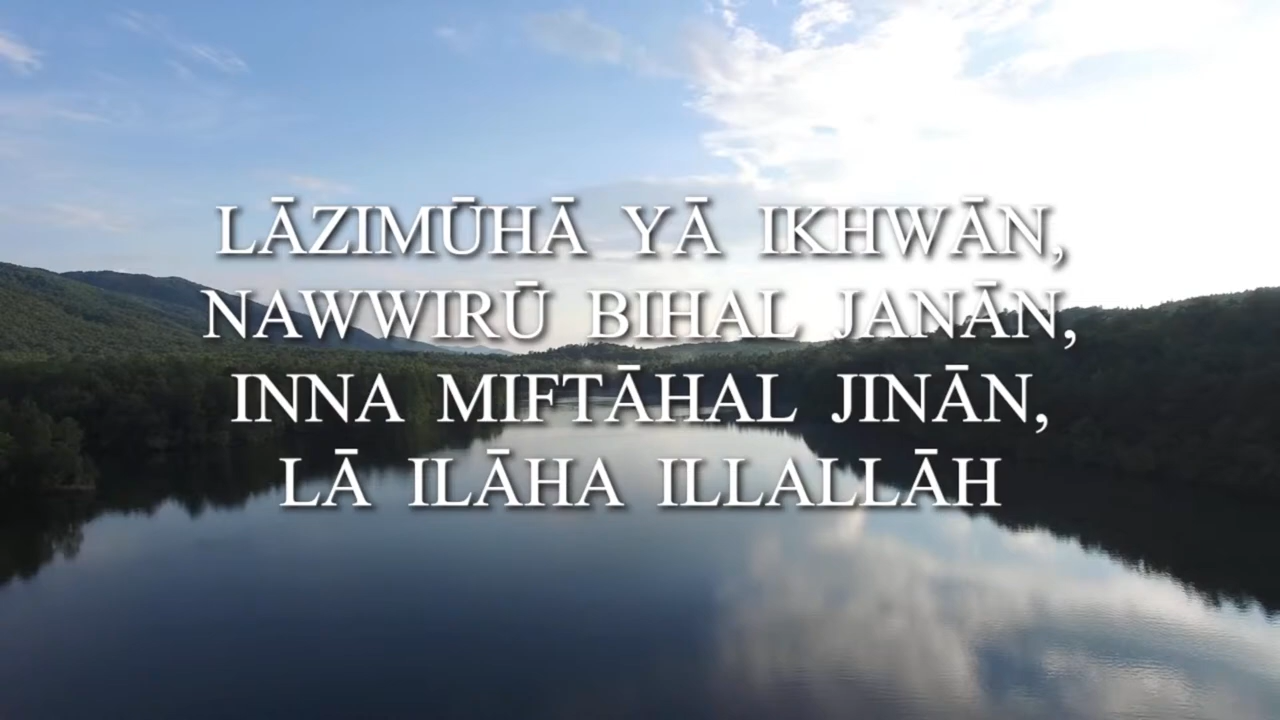 LĀZIMŪHĀ YĀ IKHWĀN,
NAWWIRŪ BIHAL JANĀN,
INNA MIFTĀHAL JINĀN,
LĀ ILĀHA ILLALLĀH